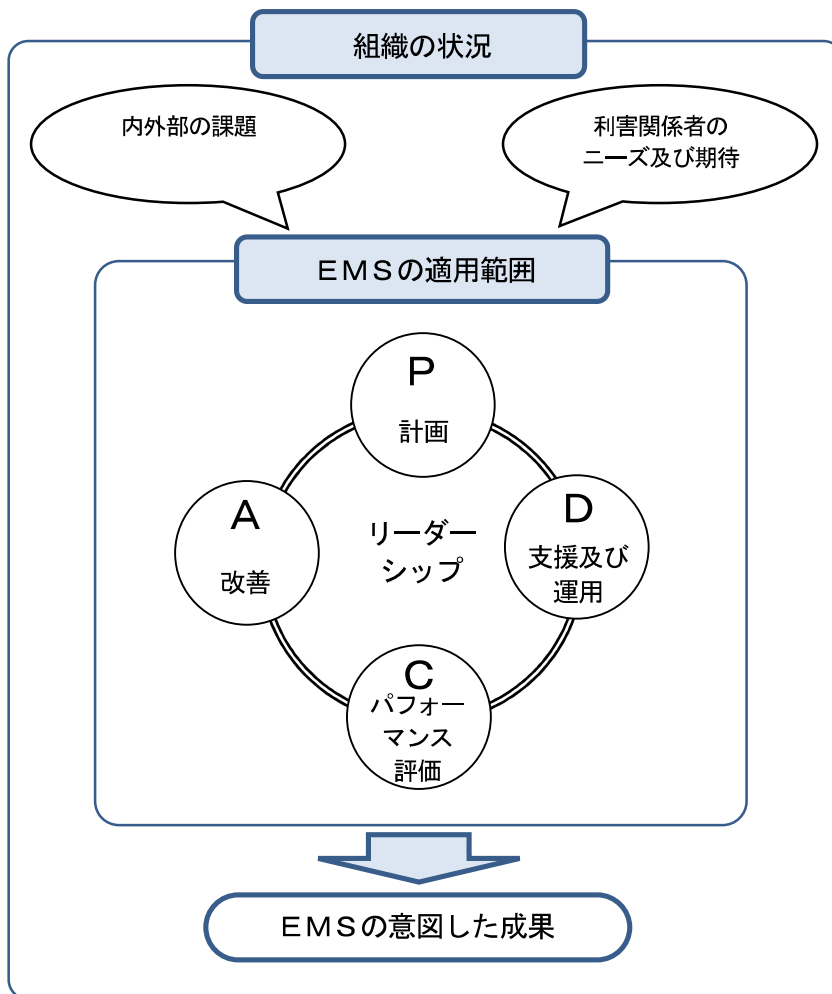 組織の状況
内外部の課題
利害関係者の
ニーズ及び期待
ＥＭＳの適用範囲
Ｐ
計画
Ａ
改善
リーダー
シップ
Ｄ
支援及び
運用
Ｃ
パフォー
マンス
評価
ＥＭＳの意図した成果